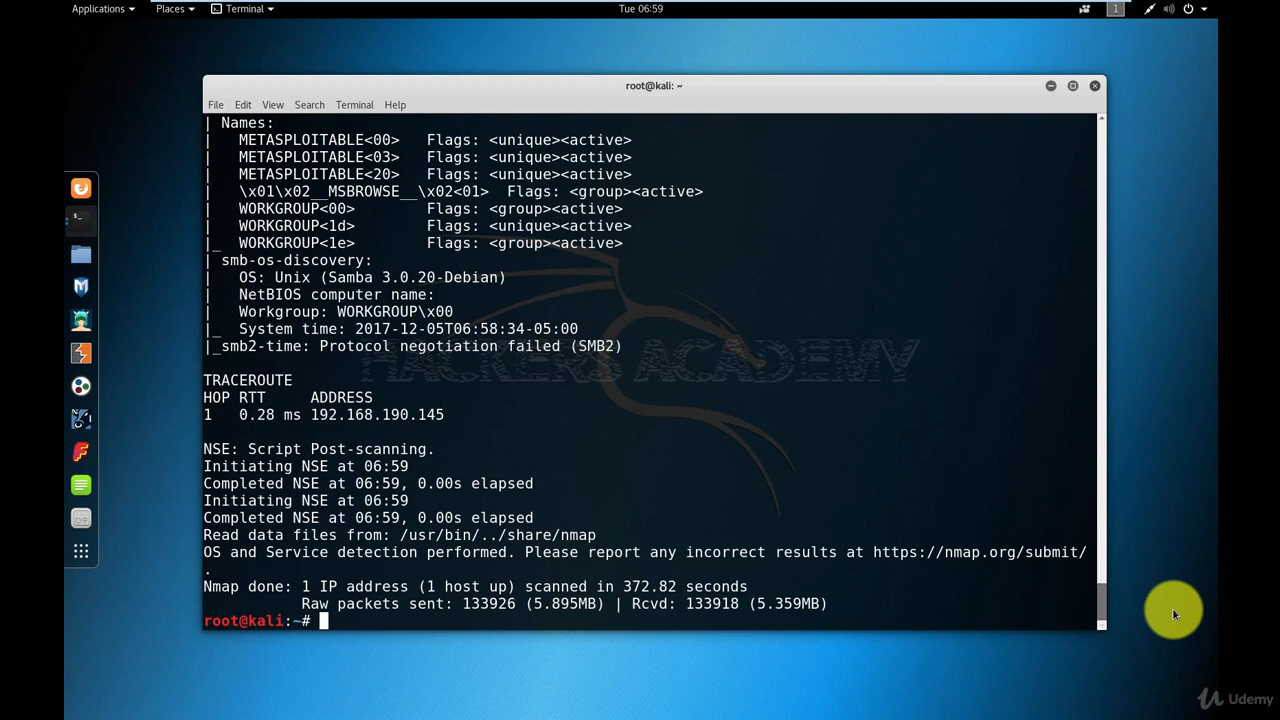 Applications Places Terminal Tue 06:59 1
root@kali: ~
File Edit View Search Terminal Help
| Names:
|   METASPLOITABLE<00>   Flags: <unique><active>
|   METASPLOITABLE<03>   Flags: <unique><active>
|   METASPLOITABLE<20>   Flags: <unique><active>
|   \x01\x02__MSBROWSE__\x02<01>  Flags: <group><active>
|   WORKGROUP<00>        Flags: <group><active>
|   WORKGROUP<1d>        Flags: <unique><active>
|_  WORKGROUP<1e>        Flags: <group><active>
| smb-os-discovery:
|   OS: Unix (Samba 3.0.20-Debian)
|   NetBIOS computer name:
|   Workgroup: WORKGROUP\x00
|_  System time: 2017-12-05T06:58:34-05:00
|_smb2-time: Protocol negotiation failed (SMB2)
HACKERS ACADEMY
TRACEROUTE
HOP RTT     ADDRESS
1   0.28 ms 192.168.190.145
NSE: Script Post-scanning.
Initiating NSE at 06:59
Completed NSE at 06:59, 0.00s elapsed
Initiating NSE at 06:59
Completed NSE at 06:59, 0.00s elapsed
Read data files from: /usr/bin/../share/nmap
OS and Service detection performed. Please report any incorrect results at https://nmap.org/submit/
.
Nmap done: 1 IP address (1 host up) scanned in 372.82 seconds
           Raw packets sent: 133926 (5.895MB) | Rcvd: 133918 (5.359MB)
root@kali:~#
Udemy